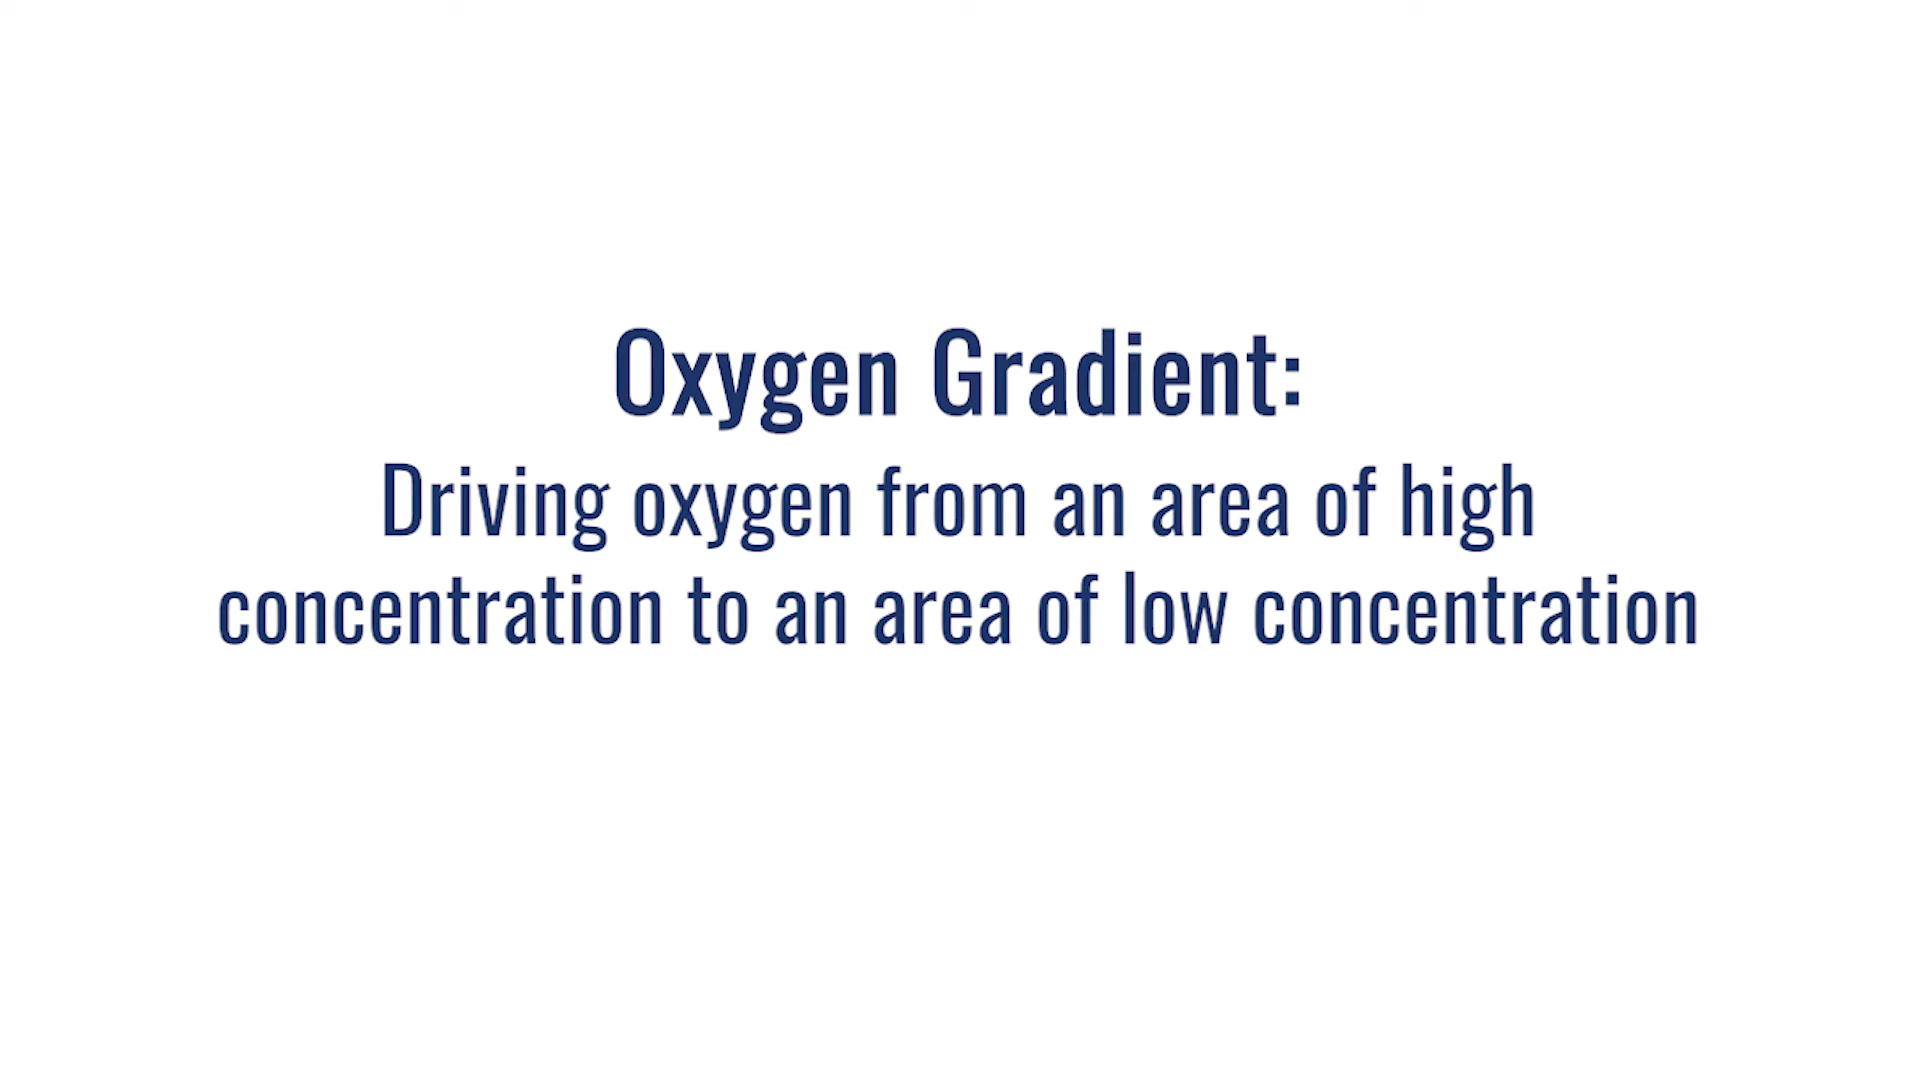 Oxygen Gradient:
Driving oxygen from an area of high
concentration to an area of low concentration